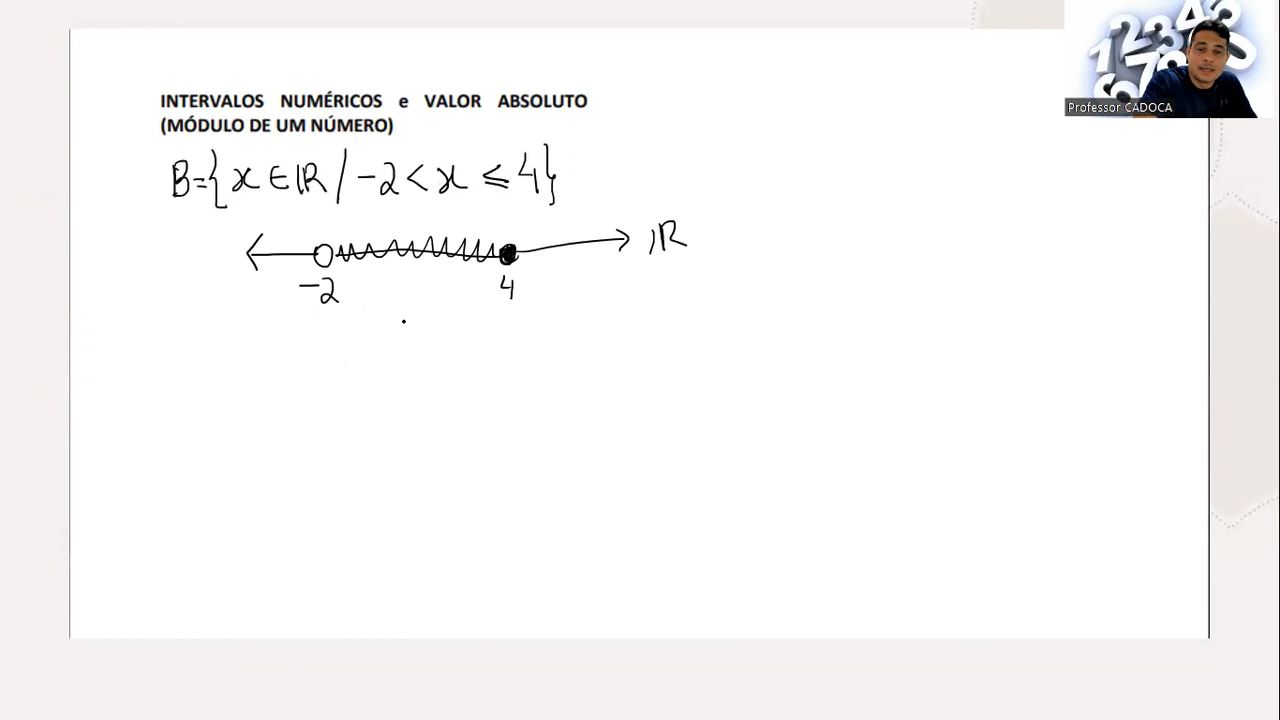 INTERVALOS NUMÉRICOS e VALOR ABSOLUTO
(MÓDULO DE UM NÚMERO)
B={x∈ℝ/-2<x≤4}
ℝ
-2 4
Professor CADOCA